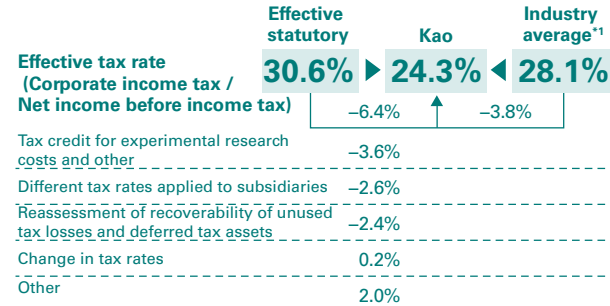 Effective
statutory
Kao
Industry
average*1
Effective tax rate
(Corporate income tax /
Net income before income tax)
30.6% ▶ 24.3% ◀ 28.1%
–6.4%
–3.8%
Tax credit for experimental research
costs and other
–3.6%
Different tax rates applied to subsidiaries –2.6%
Reassessment of recoverability of unused
tax losses and deferred tax assets
–2.4%
Change in tax rates 0.2%
Other 2.0%